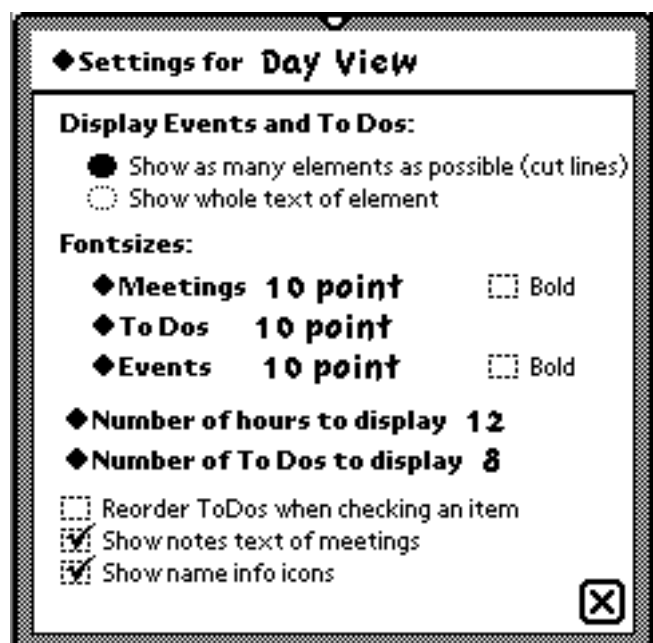 Settings for Day View
Display Events and To Dos:
Show as many elements as possible (cut lines)
Show whole text of element
Fontsizes:
Meetings 10 point Bold
To Dos 10 point
Events 10 point Bold
Number of hours to display 12
Number of To Dos to display 8
Reorder ToDos when checking an item
Show notes text of meetings
Show name info icons